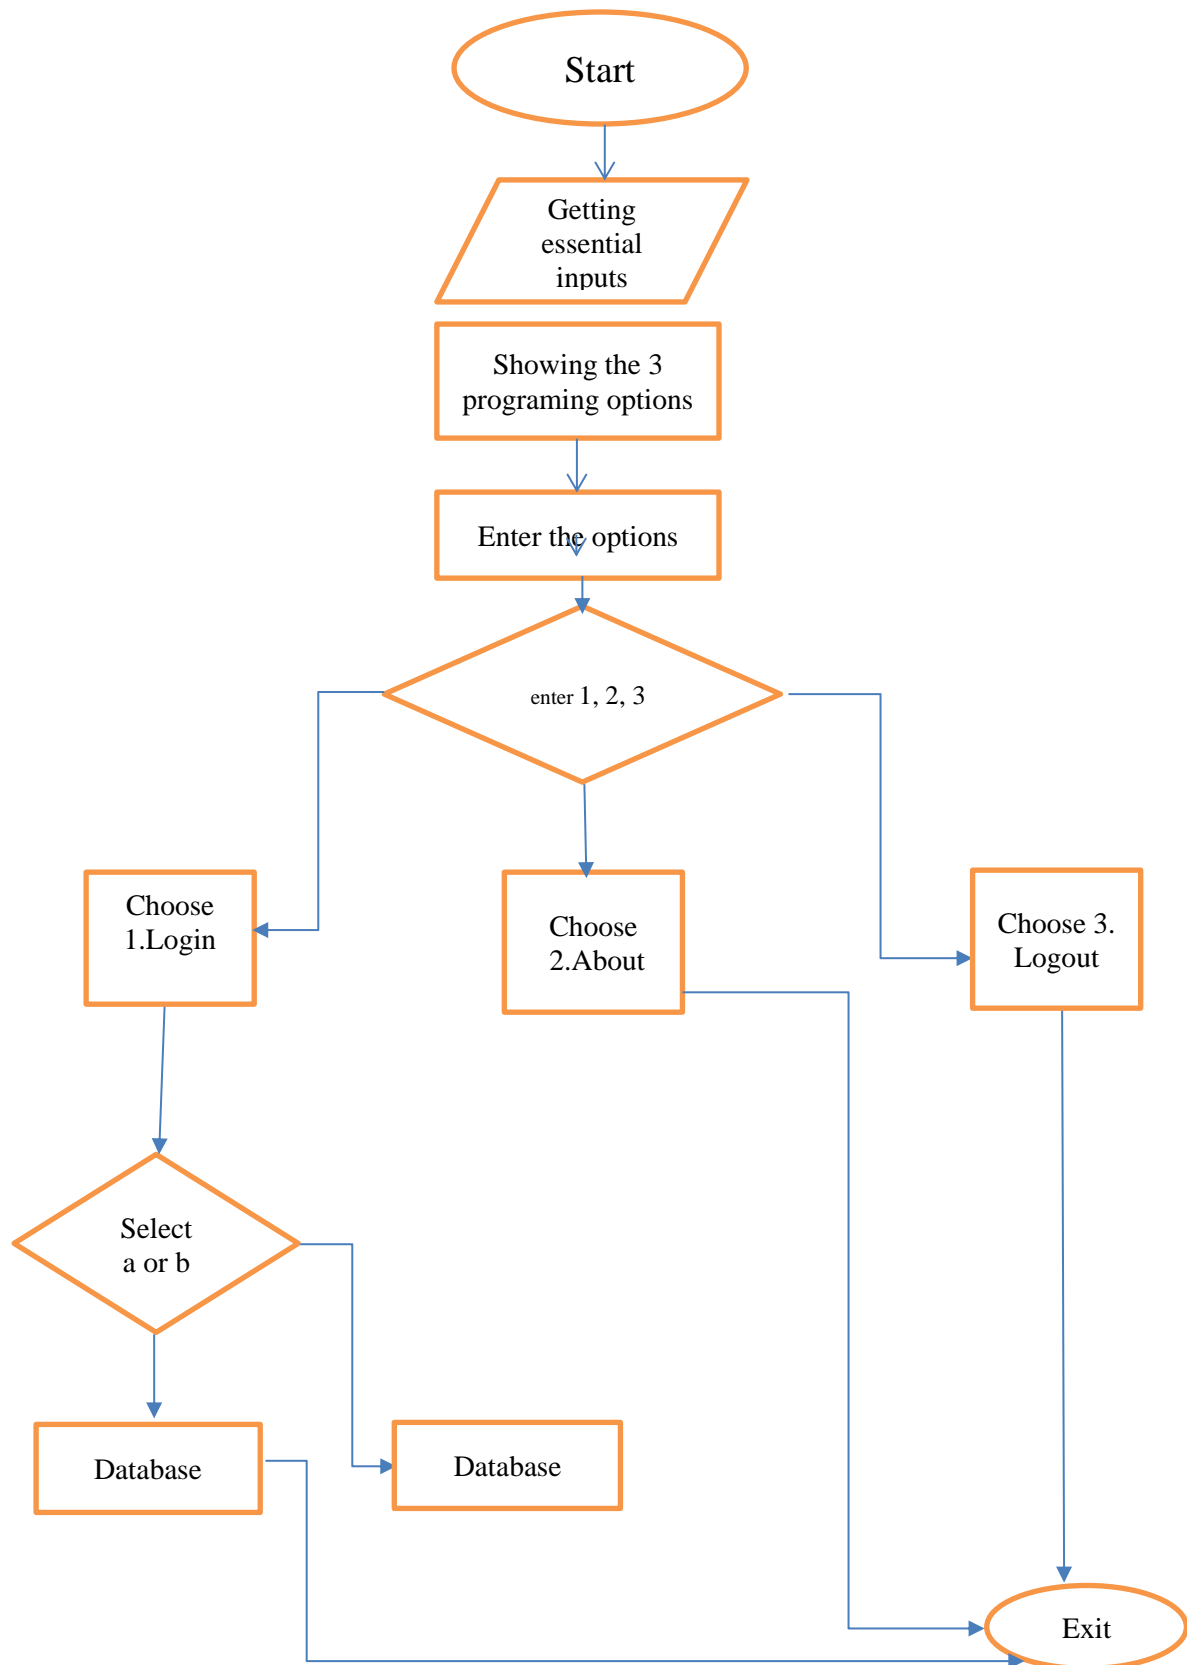 Start
Getting
essential
inputs
Showing the 3
programing options
Enter the options
enter 1, 2, 3
Choose
1.Login
Choose
2.About
Choose 3.
Logout
Select
a or b
Database
Database
Exit